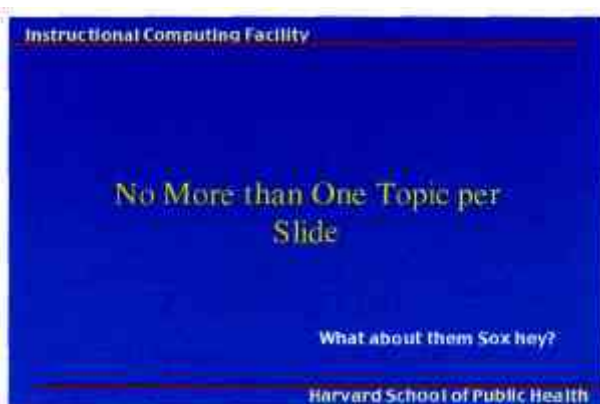 Instructional Computing Facility
No More than One Topic per
Slide
What about them Sox hey?
Harvard School of Public Health